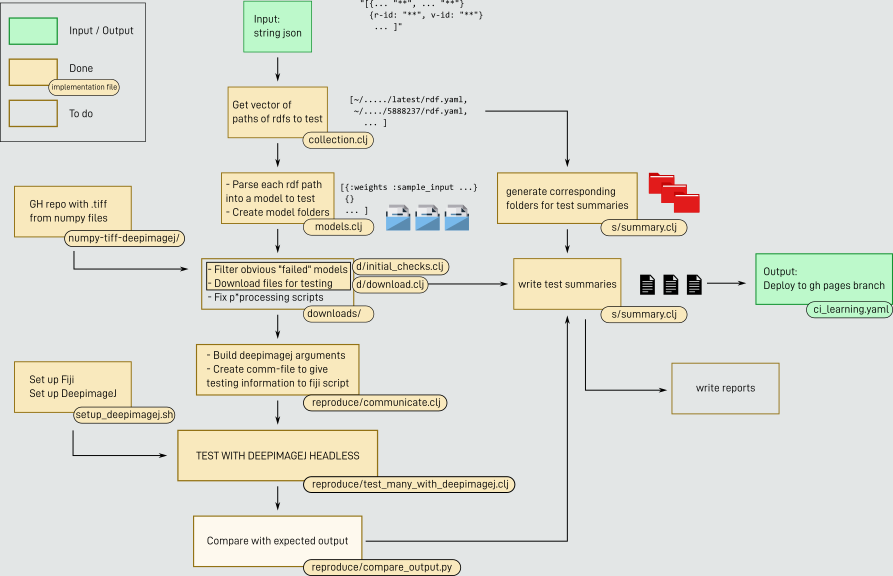 Input / Output
Done
implementation file
To do
Input:
string json
"[{... "**", ... "**"}
{r-id: "**", v-id: "**"}
... ]"
Get vector of
paths of rdfs to test
collection.clj
[~/...../latest/rdf.yaml,
~/..../5888237/rdf.yaml,
... ]
- Parse each rdf path
into a model to test
- Create model folders
models.clj
[{:weights :sample_input ...}
{}
... ]
generate corresponding
folders for test summaries
s/summary.clj
GH repo with .tiff
from numpy files
numpy-tiff-deepimagej/
- Filter obvious "failed" models
- Download files for testing
- Fix p*processing scripts
d/initial_checks.clj
d/download.clj
downloads/
write test summaries
s/summary.clj
Output:
Deploy to gh pages branch
ci_learning.yaml
- Build deepimagej arguments
- Create comm-file to give
testing information to fiji script
reproduce/communicate.clj
Set up Fiji
Set up DeepimageJ
setup_deepimagej.sh
write reports
TEST WITH DEEPIMAGEJ HEADLESS
reproduce/test_many_with_deepimagej.clj
Compare with expected output
reproduce/compare_output.py